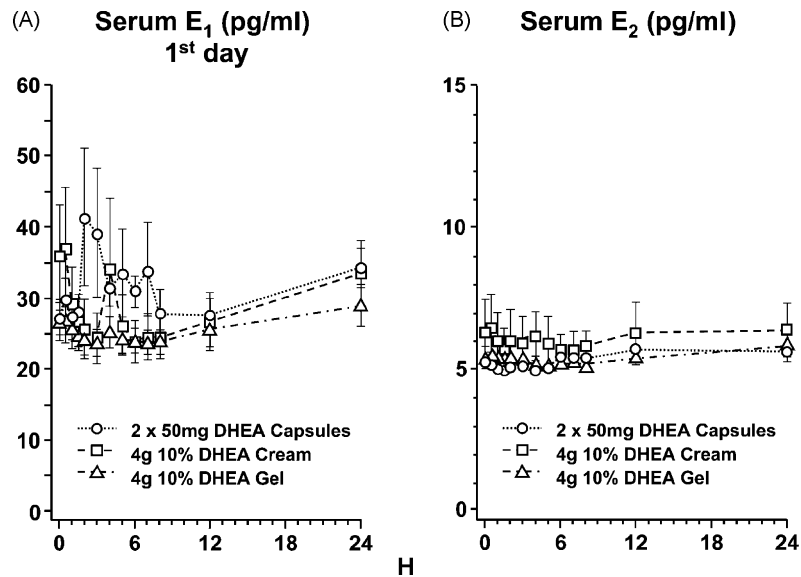 (A)
Serum E₁ (pg/ml)
1ˢᵗ day
60
50
40
30
20
10
0
2 x 50mg DHEA Capsules
4g 10% DHEA Cream
4g 10% DHEA Gel
0 6 12 18 24
(B)
Serum E₂ (pg/ml)
15
10
5
0
2 x 50mg DHEA Capsules
4g 10% DHEA Cream
4g 10% DHEA Gel
0 6 12 18 24
H